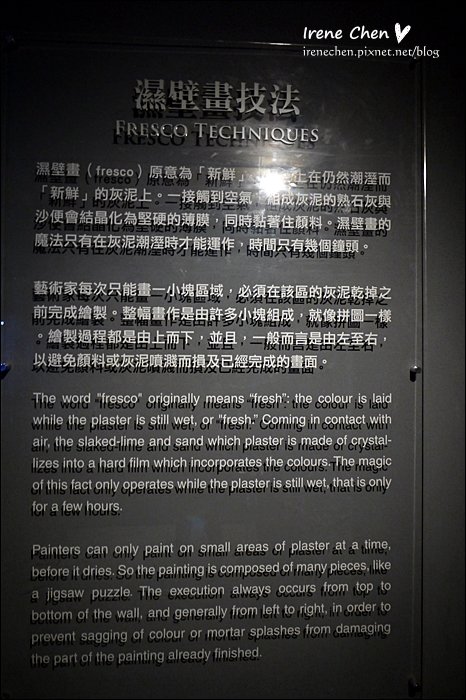 Irene Chen
irenechen.pixnet.net/blog
濕壁畫技法
FRESCO TECHNIQUES
濕壁畫（fresco）原意為「新鮮」 上在仍然潮溼而
「新鮮」的灰泥上。一接觸到空氣，組成灰泥的熟石灰與
沙便會結晶化為堅硬的薄膜，同時黏著住顏料。濕壁畫的
魔法只有在灰泥潮溼時才能運作，時間只有幾個鐘頭。
藝術家每次只能畫一小塊區域，必須在該區的灰泥乾掉之
前完成繪製。整幅畫作是由許多小塊組成，就像拼圖一樣
。繪製過程都是由上而下，並且，一般而言是由左至右，
以避免顏料或灰泥噴濺而損及已經完成的畫面。
The word "fresco" originally means "fresh": the colour is laid
while the plaster is still wet, or "fresh." Coming in contact with
air, the slaked-lime and sand which plaster is made of crystal-
lizes into a hard film which incorporates the colours. The magic
of this fact only operates while the plaster is still wet, that is only
for a few hours.
Painters can only paint on small areas of plaster at a time,
before it dries. So the painting is composed of many pieces, like
a jigsaw puzzle. The execution always occurs from top to
bottom of the wall, and generally from left to right, in order to
prevent sagging of colour or mortar splashes from damaging
the part of the painting already finished.